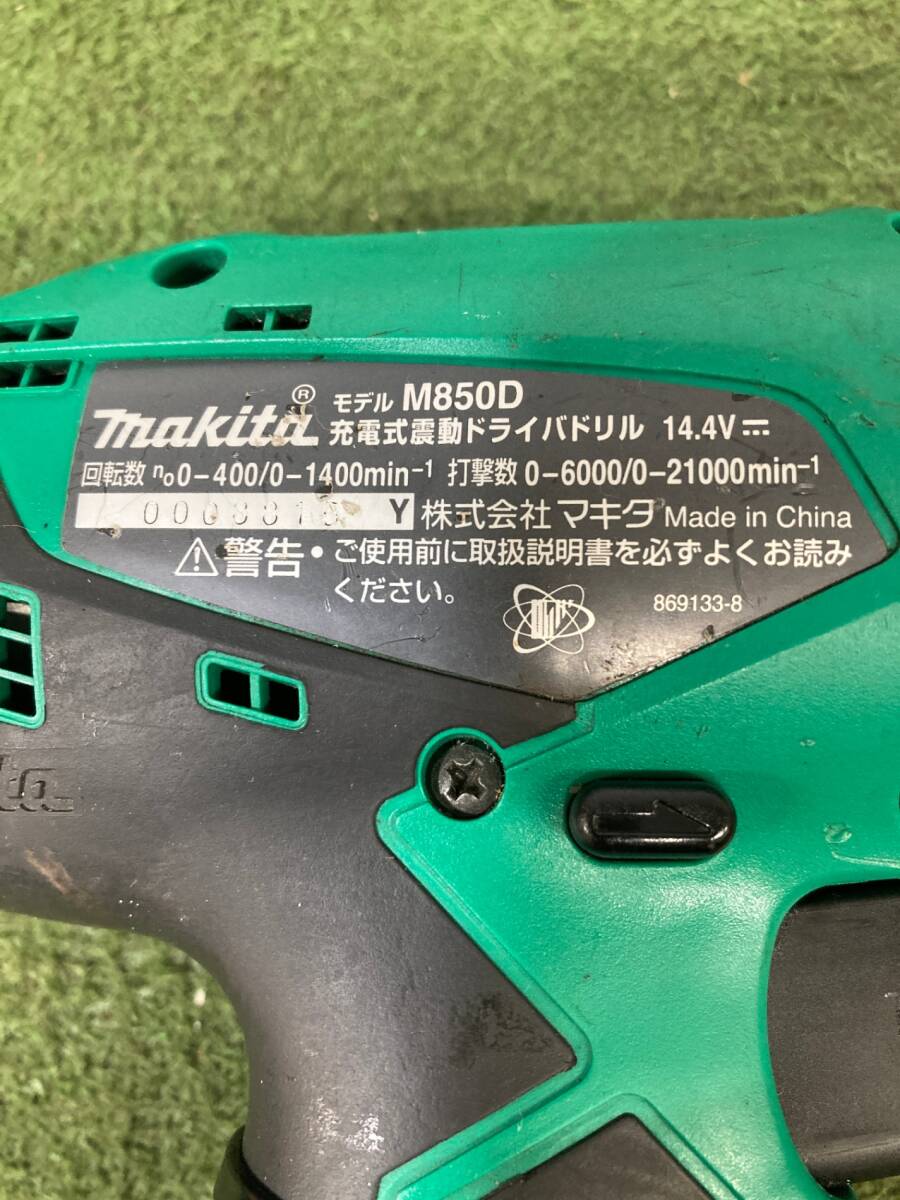 makita® モデル M850D
充電式震動ドライバドリル 14.4V
回転数 n₀0-400/0-1400min⁻¹ 打撃数 0-6000/0-21000min⁻¹
Y 株式会社 マキタ Made in China
⚠警告・ご使用前に取扱説明書を必ずよくお読み
ください。
869133-8